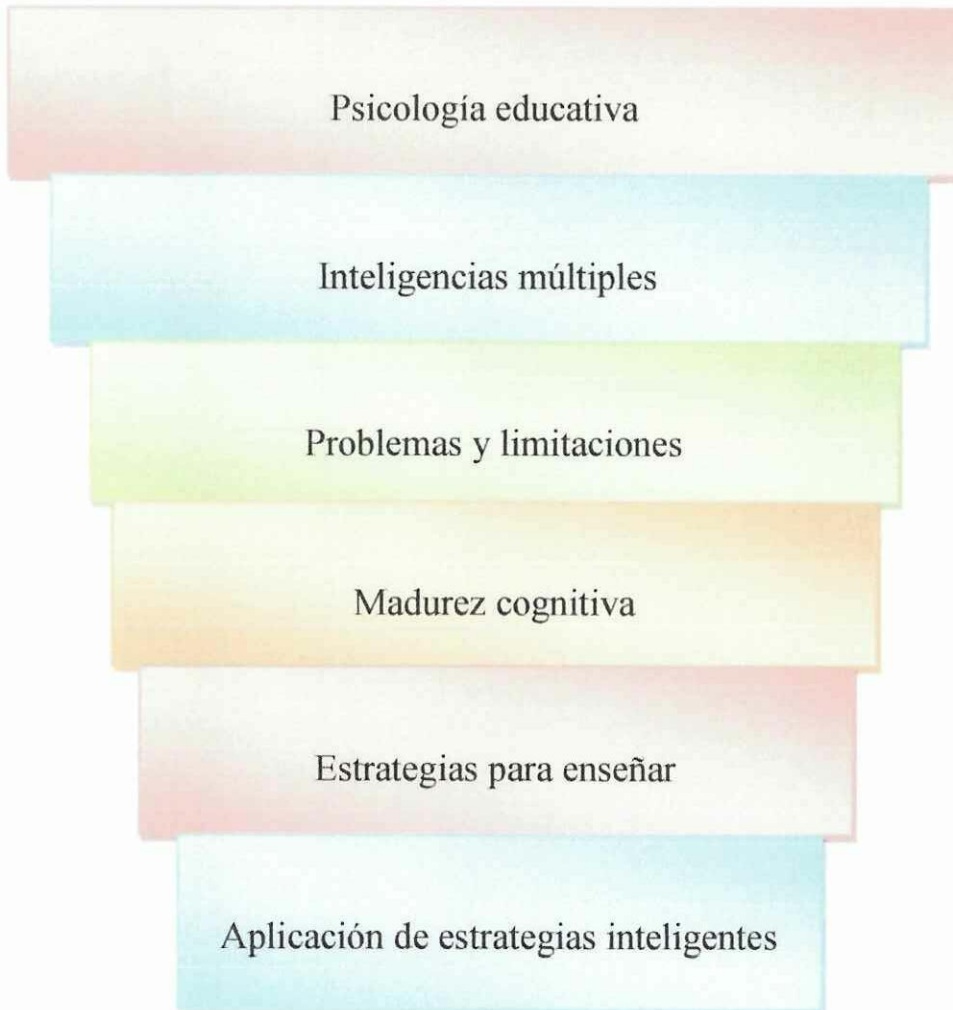 Psicología educativa
Inteligencias múltiples
Problemas y limitaciones
Madurez cognitiva
Estrategias para enseñar
Aplicación de estrategias inteligentes